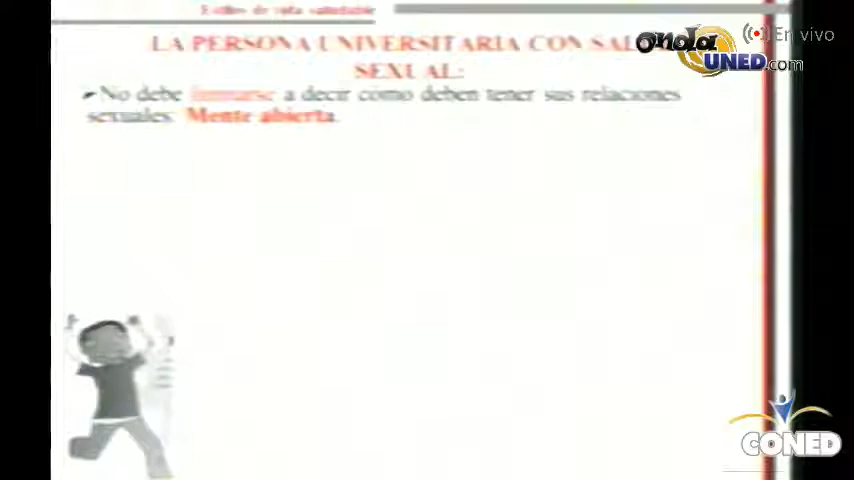 Estilos de vida saludable
LA PERSONA UNIVERSITARIA CON SAL
SEXUAL:
No debe limitarse a decir cómo deben tener sus relaciones
sexuales. Mente abierta.
onda
UNED.com
En vivo
CONED